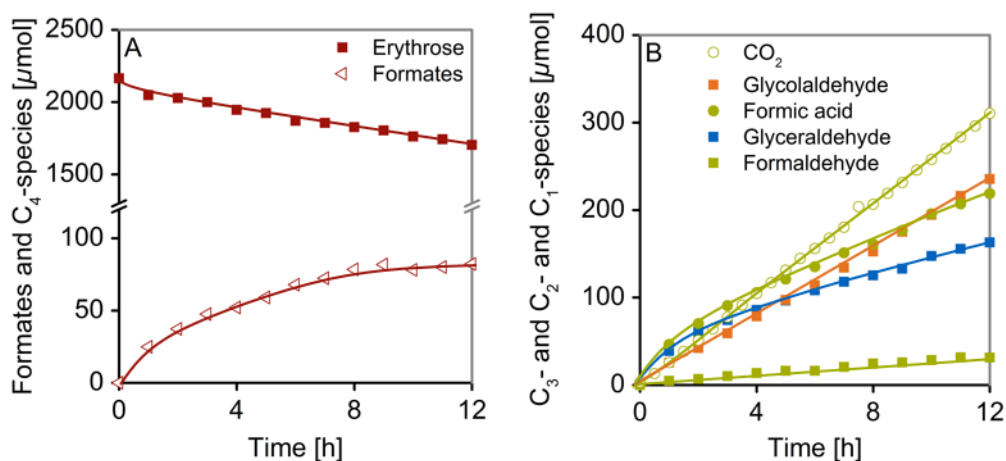 Formates and C₄-species [µmol]
2500
2000
1500
100
50
0
A
Erythrose
Formates
0
4
8
12
Time [h]
C₃- and C₂- and C₁-species [µmol]
400
300
200
100
0
B
CO₂
Glycolaldehyde
Formic acid
Glyceraldehyde
Formaldehyde
0
4
8
12
Time [h]